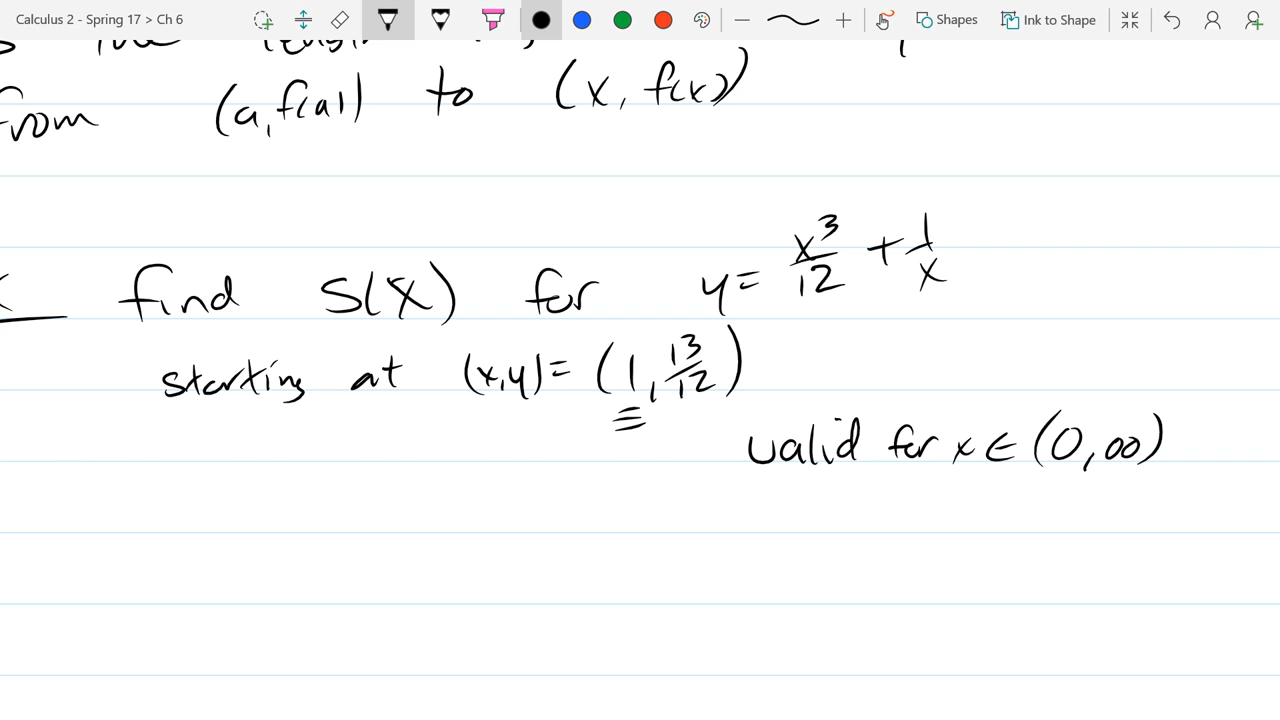 Calculus 2 - Spring 17 > Ch 6
Shapes
Ink to Shape
the
from (a, f(a)) to (x, f(x))
find S(x) for y = x³/12 + 1/x
starting at (x,y) = (1, 13/12)
valid for x ∈ (0, ∞)